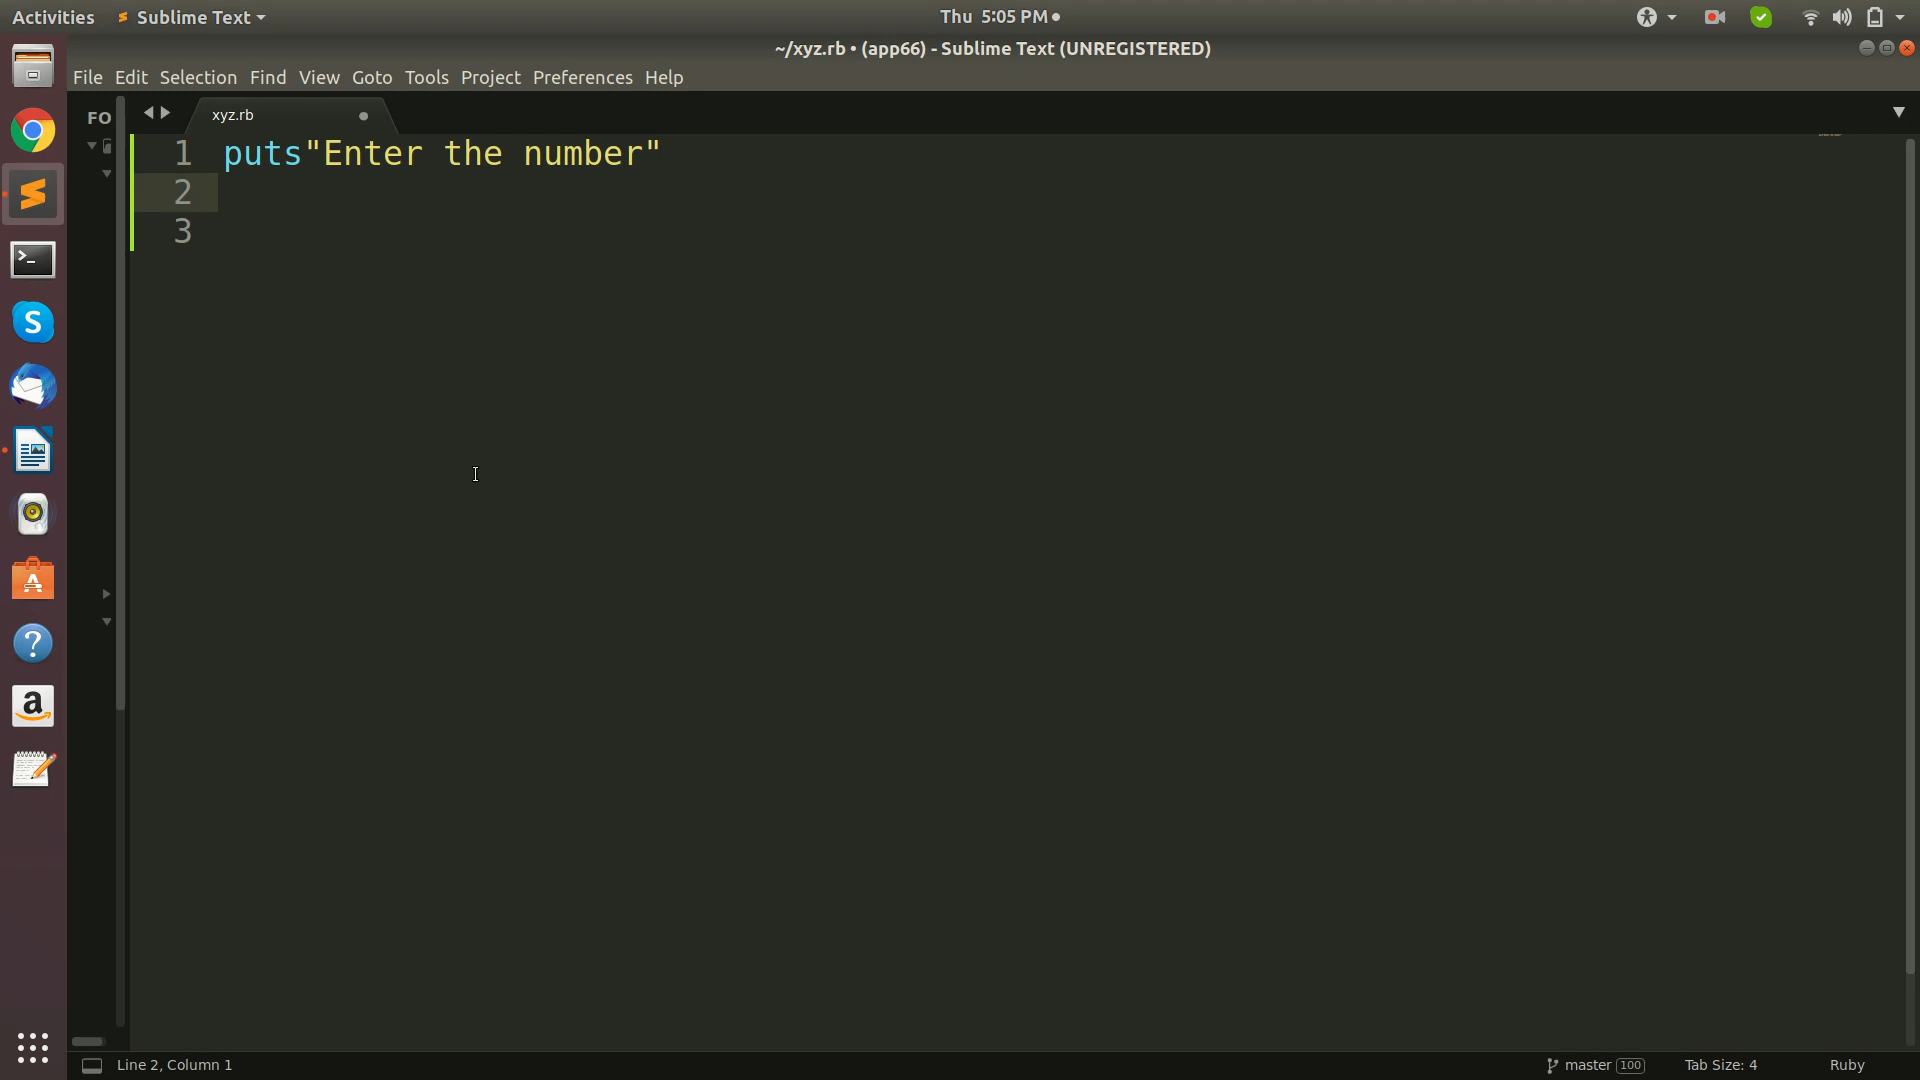 Activities Sublime Text Thu 5:05 PM
~/xyz.rb • (app66) - Sublime Text (UNREGISTERED)
File Edit Selection Find View Goto Tools Project Preferences Help
FO
xyz.rb
1 puts"Enter the number"
2
3
Line 2, Column 1 master 100 Tab Size: 4 Ruby